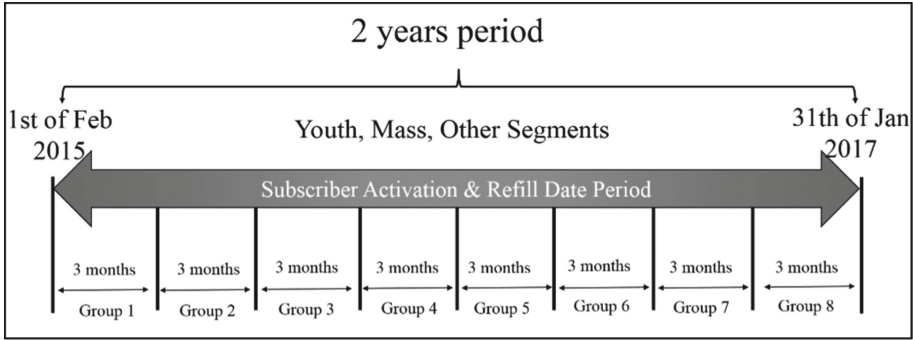 2 years period
1st of Feb
2015
Youth, Mass, Other Segments
31th of Jan
2017
Subscriber Activation & Refill Date Period
3 months 3 months 3 months 3 months 3 months 3 months 3 months 3 months
Group 1 Group 2 Group 3 Group 4 Group 5 Group 6 Group 7 Group 8